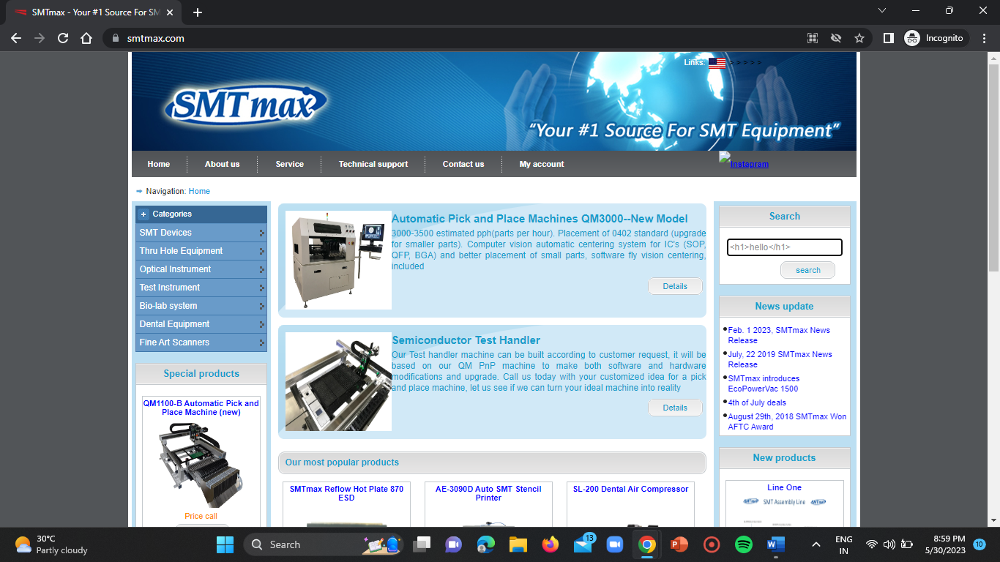 SMTmax - Your #1 Source For SM
smtmax.com
Incognito
Links: > > > > >
SMTmax
“Your #1 Source For SMT Equipment”
Home
About us
Service
Technical support
Contact us
My account
Instagram
Navigation: Home
Categories
SMT Devices
Thru Hole Equipment
Optical Instrument
Test Instrument
Bio-lab system
Dental Equipment
Fine Art Scanners
Special products
QM1100-B Automatic Pick and
Place Machine (new)
Price call
Automatic Pick and Place Machines QM3000--New Model
3000-3500 estimated pph(parts per hour). Placement of 0402 standard (upgrade
for smaller parts). Computer vision automatic centering system for IC's (SOP,
QFP, BGA) and better placement of small parts, software fly vision centering,
included
Details
Semiconductor Test Handler
Our Test handler machine can be built according to customer request, it will be
based on our QM PnP machine to make both software and hardware
modifications and upgrade. Call us today with your customized idea for a pick
and place machine, let us see if we can turn your ideal machine into reality
Details
Our most popular products
SMTmax Reflow Hot Plate 870
ESD
AE-3090D Auto SMT Stencil
Printer
SL-200 Dental Air Compressor
Search
<h1>hello</h1>
search
News update
Feb. 1 2023, SMTmax News
Release
July, 22 2019 SMTmax News
Release
SMTmax introduces
EcoPowerVac 1500
4th of July deals
August 29th, 2018 SMTmax Won
AFTC Award
New products
Line One
SMT Assembly Line
30°C
Partly cloudy
Search
13
ENG
IN
8:59 PM
5/30/2023
10